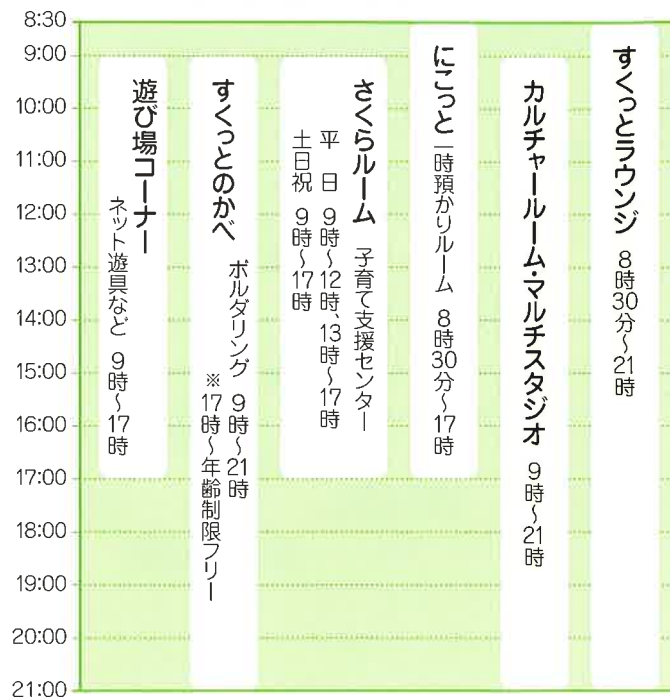 8:30
9:00
10:00
11:00
12:00
13:00
14:00
15:00
16:00
17:00
18:00
19:00
20:00
21:00
すくっとラウンジ 8時30分〜21時
カルチャールーム・マルチスタジオ 9時〜21時
にこっと 一時預かりルーム 8時30分〜17時
さくらルーム 子育て支援センター
平 日 9時〜12時、13時〜17時
土日祝 9時〜17時
すくっとのかべ
ボルダリング 9時〜21時
※17時〜年齢制限フリー
遊び場コーナー
ネット遊具など 9時〜17時